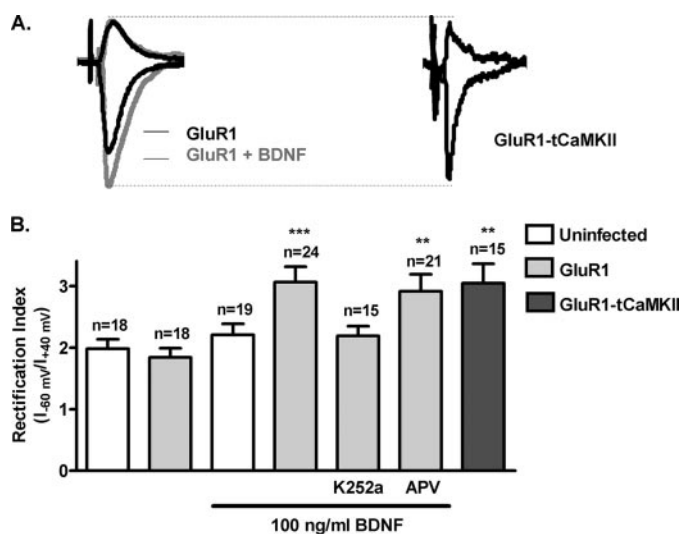 A.
GluR1
GluR1 + BDNF
GluR1-tCaMKII
B.
Uninfected
GluR1
GluR1-tCaMKII
***
n=24
**
n=21
**
n=15
n=18
n=18
n=19
n=15
Rectification Index
(I-60 mV/I+40 mV)
3
2
1
0
K252a
APV
100 ng/ml BDNF